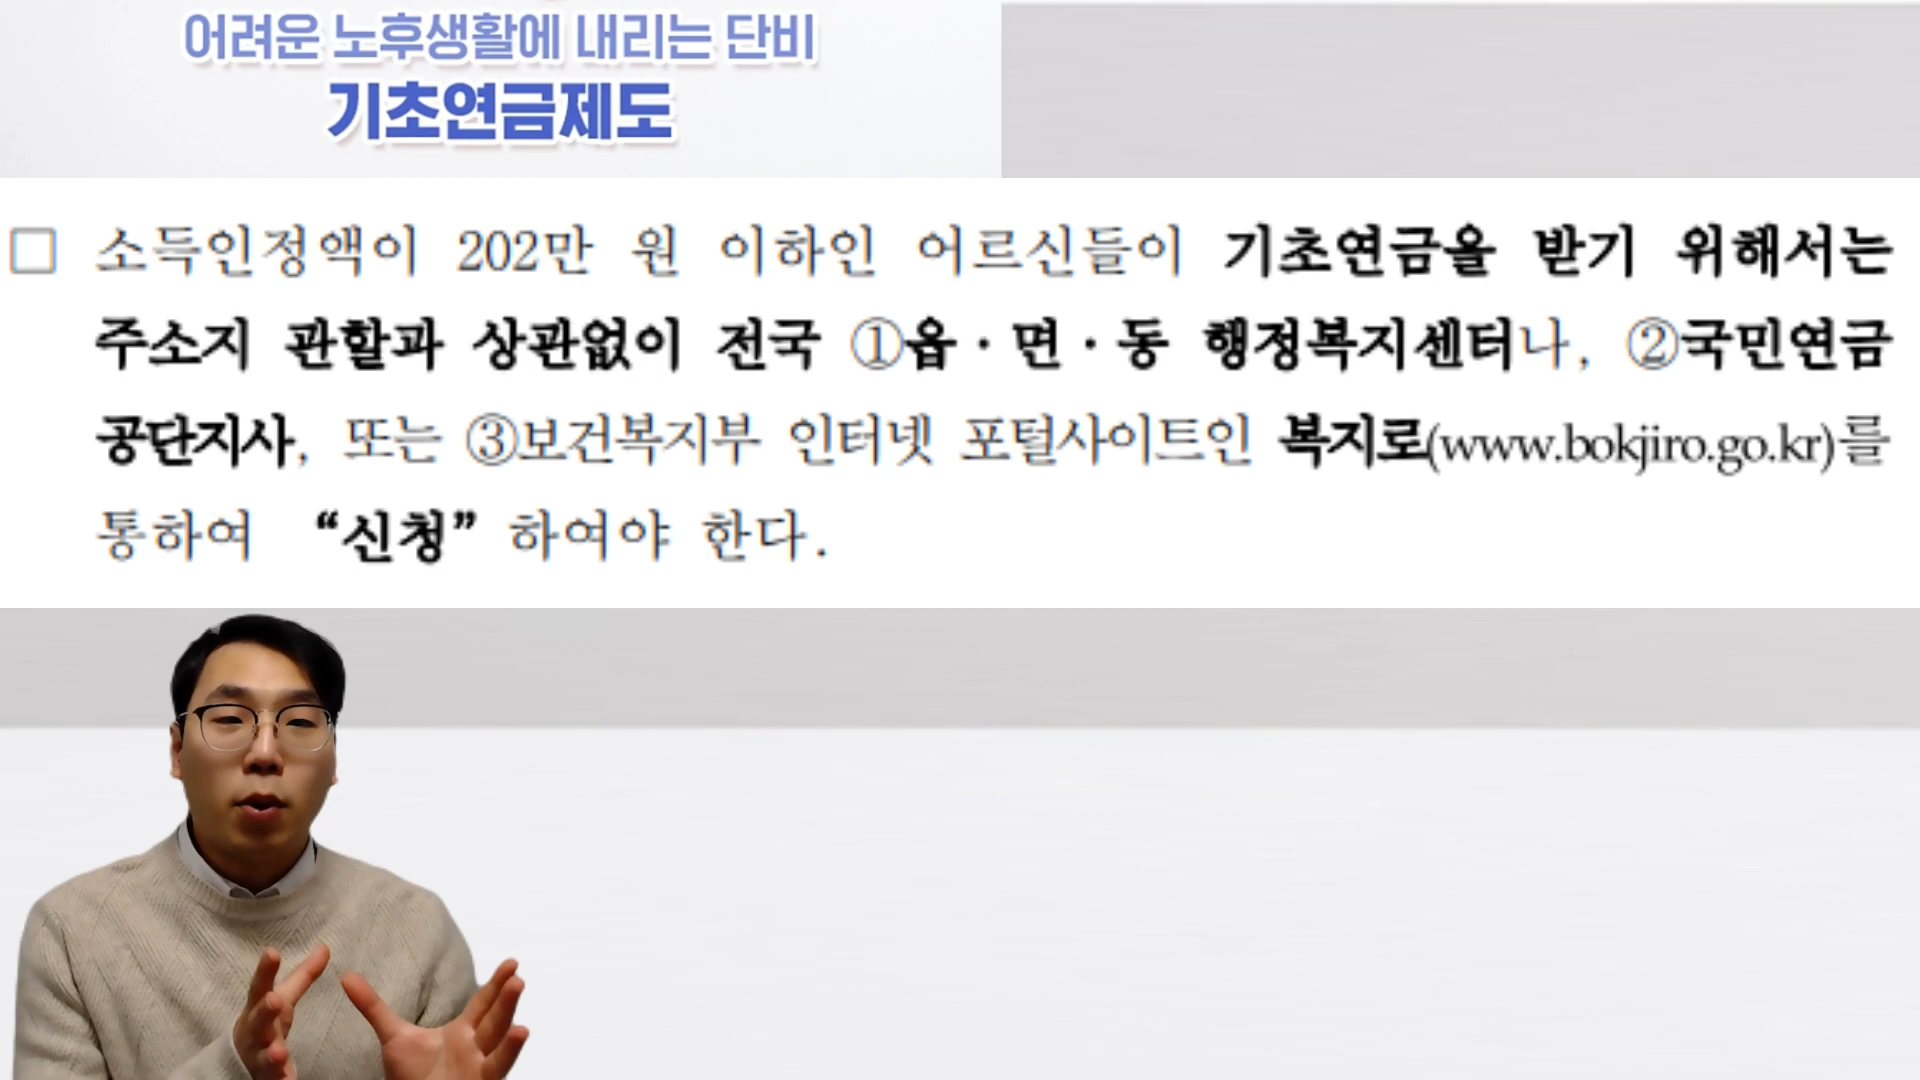 어려운 노후생활에 내리는 단비
기초연금제도
□ 소득인정액이 202만 원 이하인 어르신들이 기초연금을 받기 위해서는
주소지 관할과 상관없이 전국 ①읍·면·동 행정복지센터나, ②국민연금
공단지사, 또는 ③보건복지부 인터넷 포털사이트인 복지로(www.bokjiro.go.kr)를
통하여 “신청” 하여야 한다.